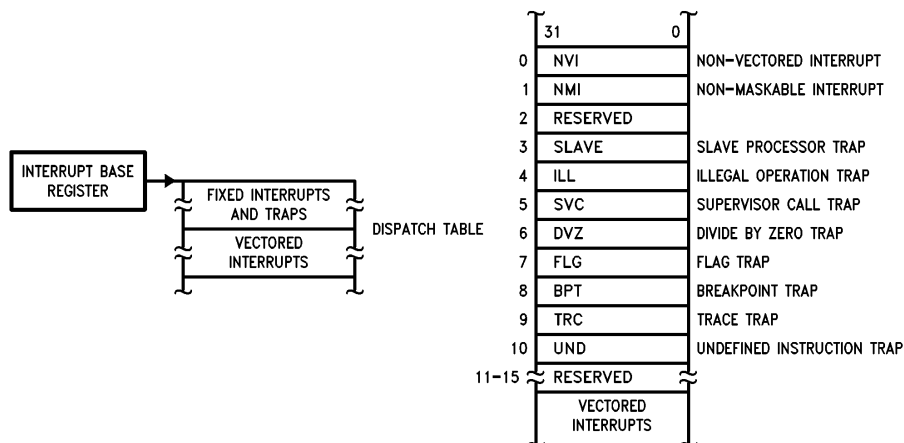 INTERRUPT BASE
REGISTER
FIXED INTERRUPTS
AND TRAPS
VECTORED
INTERRUPTS
DISPATCH TABLE
31 0
0 NVI NON-VECTORED INTERRUPT
1 NMI NON-MASKABLE INTERRUPT
2 RESERVED
3 SLAVE SLAVE PROCESSOR TRAP
4 ILL ILLEGAL OPERATION TRAP
5 SVC SUPERVISOR CALL TRAP
6 DVZ DIVIDE BY ZERO TRAP
7 FLG FLAG TRAP
8 BPT BREAKPOINT TRAP
9 TRC TRACE TRAP
10 UND UNDEFINED INSTRUCTION TRAP
11-15 RESERVED
VECTORED
INTERRUPTS